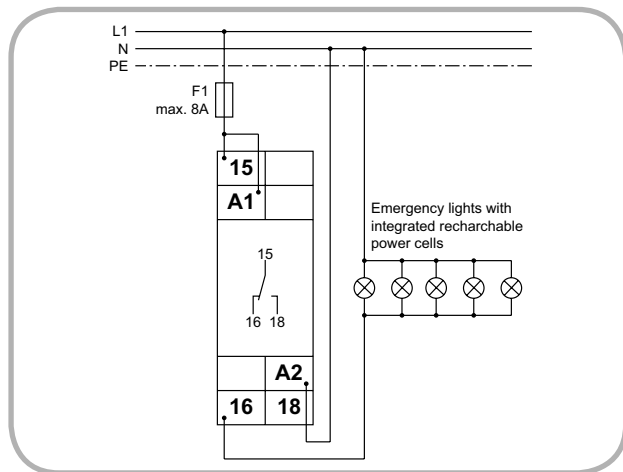 L1
N
PE
F1
max. 8A
15
A1
Emergency lights with
integrated recharchable
power cells
15
16 18
A2
16 18